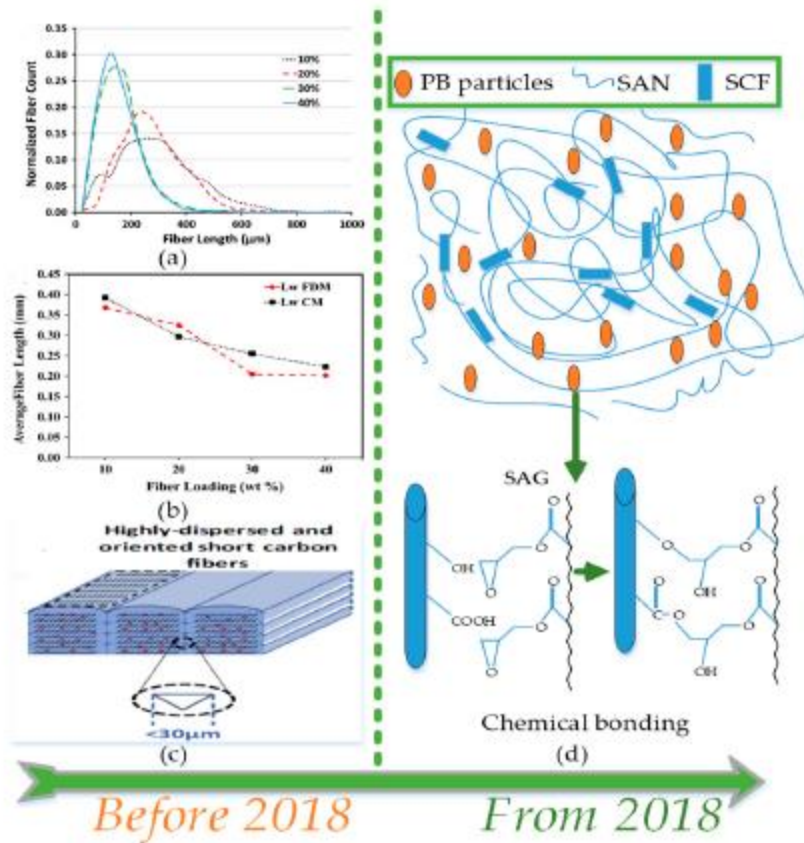 0.35
0.30
0.25
0.20
0.15
0.10
0.05
0.00
Normalized Fiber Count
10%
20%
30%
40%
0 200 400 600 800 1000
Fiber Length (μm)
(a)
0.45
0.40
0.35
0.30
0.25
0.20
0.15
0.10
0.05
0.00
AverageFiber Length (mm)
Lw FDM
Lw CM
10 20 30 40
Fiber Loading (wt %)
(b)
Highly-dispersed and
oriented short carbon
fibers
<30μm
(c)
PB particles SAN SCF
SAG
OH
O
O
O
COOH
O
O
O
O
O
O
OH
C
O
O
O
O
OH
Chemical bonding
(d)
Before 2018 From 2018